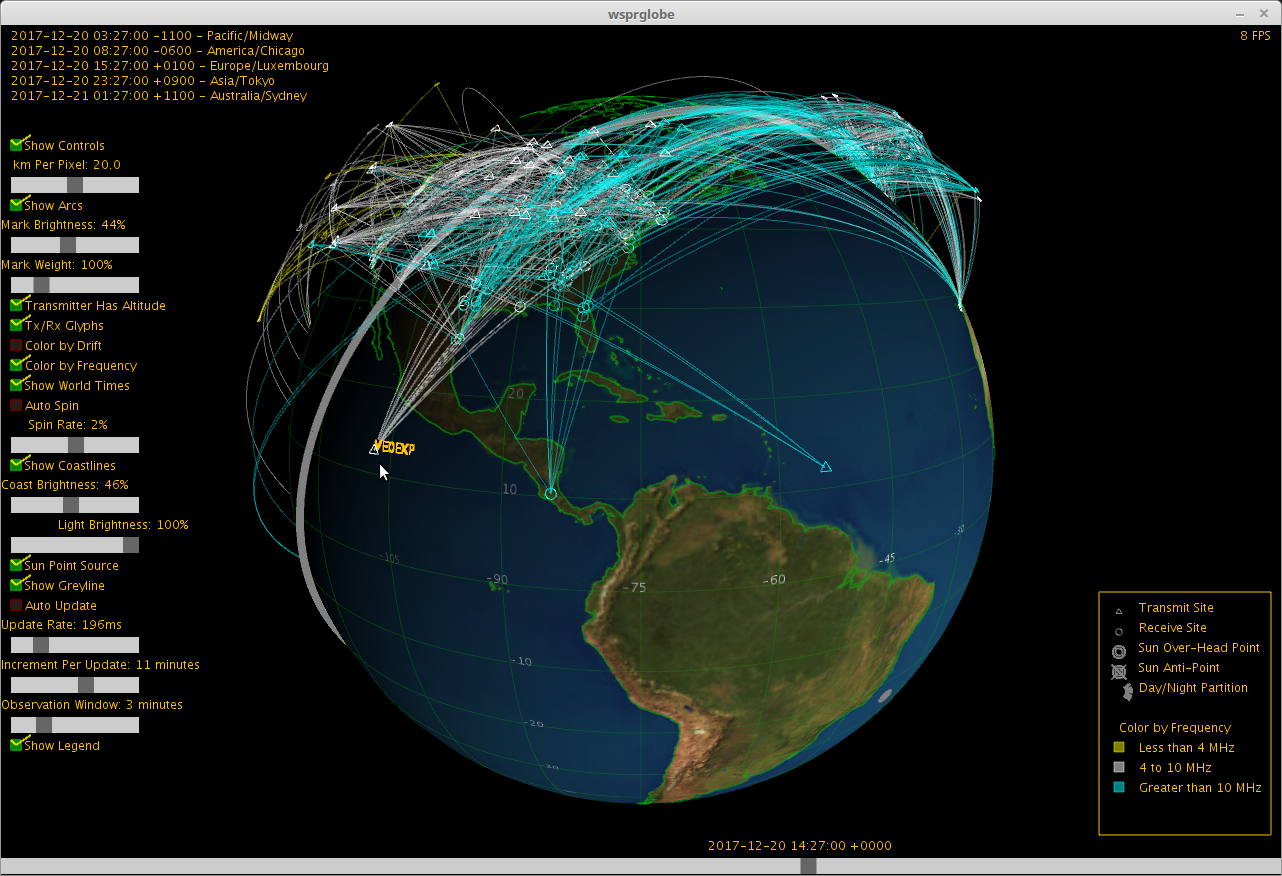 wsprglobe
2017-12-20 03:27:00 -1100 - Pacific/Midway
8 FPS
2017-12-20 08:27:00 -0600 - America/Chicago
2017-12-20 15:27:00 +0100 - Europe/Luxembourg
2017-12-20 23:27:00 +0900 - Asia/Tokyo
2017-12-21 01:27:00 +1100 - Australia/Sydney
Show Controls
km Per Pixel: 20.0
Show Arcs
Mark Brightness: 44%
Mark Weight: 100%
Transmitter Has Altitude
Tx/Rx Glyphs
Color by Drift
Color by Frequency
Show World Times
Auto Spin
Spin Rate: 2%
Show Coastlines
Coast Brightness: 46%
Light Brightness: 100%
Sun Point Source
Show Greyline
Auto Update
Update Rate: 196ms
Increment Per Update: 11 minutes
Observation Window: 3 minutes
Show Legend
20
10
-105
-90
-75
-60
-45
-30
-10
-20
-30
Transmit Site
Receive Site
Sun Over-Head Point
Sun Anti-Point
Day/Night Partition
Color by Frequency
Less than 4 MHz
4 to 10 MHz
Greater than 10 MHz
2017-12-20 14:27:00 +0000